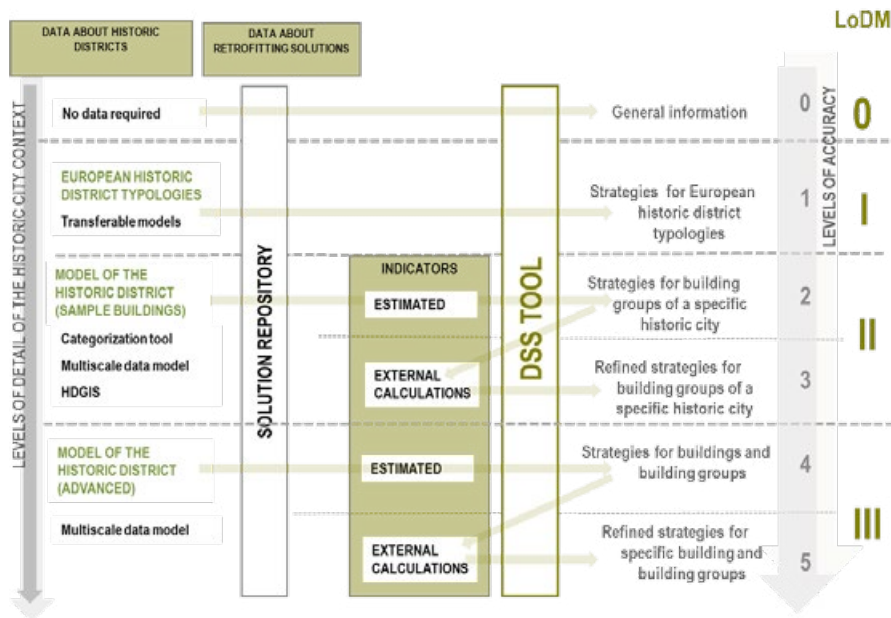 DATA ABOUT HISTORIC
DISTRICTS
DATA ABOUT
RETROFITTING SOLUTIONS
LoDM
LEVELS OF DETAIL OF THE HISTORIC CITY CONTEXT
No data required
EUROPEAN HISTORIC
DISTRICT TYPOLOGIES
Transferable models
MODEL OF THE
HISTORIC DISTRICT
(SAMPLE BUILDINGS)
Categorization tool
Multiscale data model
HDGIS
MODEL OF THE
HISTORIC DISTRICT
(ADVANCED)
Multiscale data model
SOLUTION REPOSITORY
INDICATORS
ESTIMATED
EXTERNAL
CALCULATIONS
ESTIMATED
EXTERNAL
CALCULATIONS
DSS TOOL
General information
Strategies for European
historic district
typologies
Strategies for building
groups of a specific
historic city
Refined strategies for
building groups of a
specific historic city
Strategies for buildings and
building groups
Refined strategies for
specific building and
building groups
0
1
2
3
4
5
LEVELS OF ACCURACY
0
I
II
III